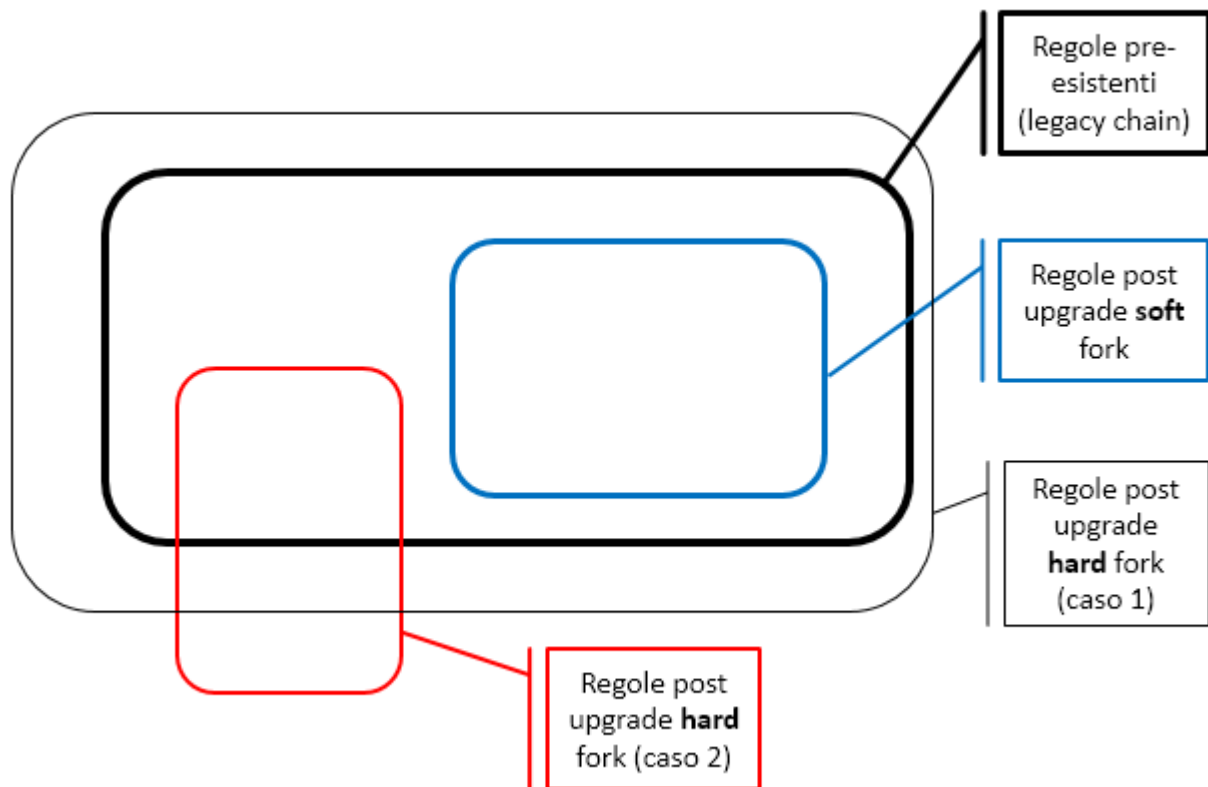 Regole pre-
esistenti
(legacy chain)
Regole post
upgrade soft
fork
Regole post
upgrade
hard fork
(caso 1)
Regole post
upgrade hard
fork (caso 2)